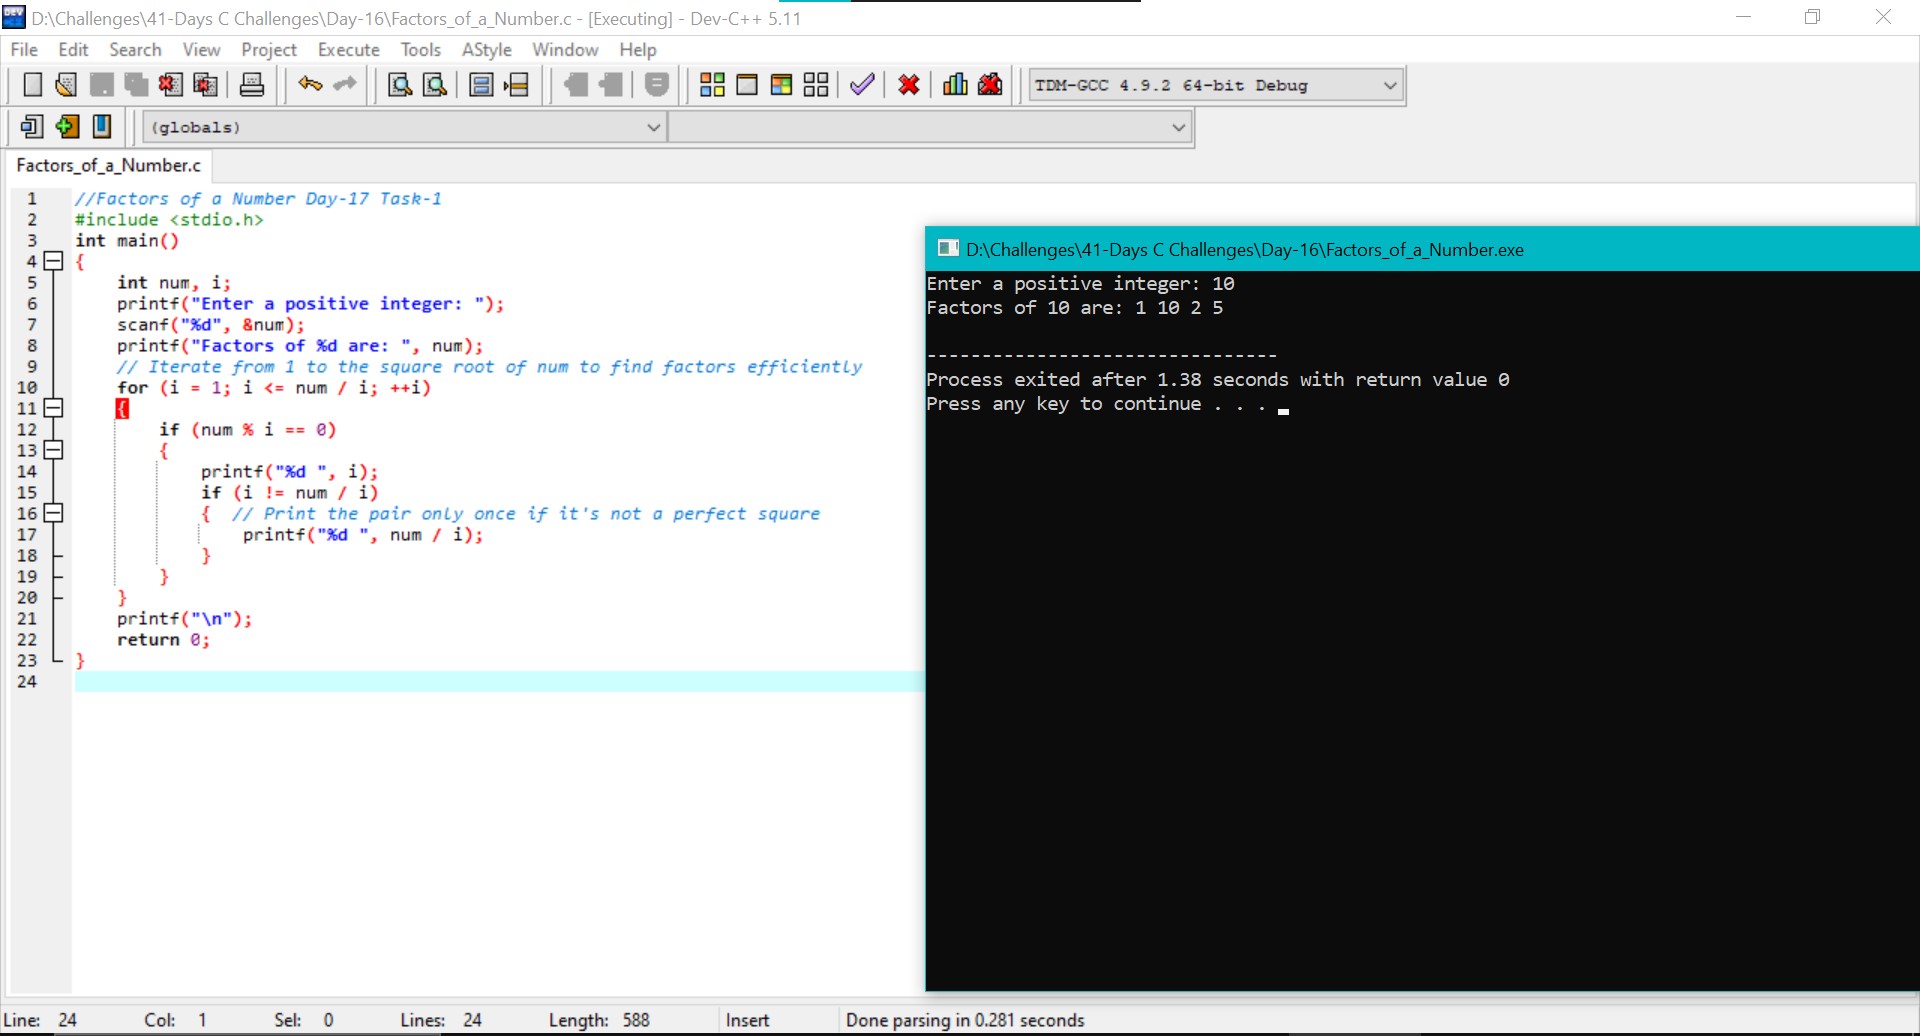 D:\Challenges\41-Days C Challenges\Day-16\Factors_of_a_Number.c - [Executing] - Dev-C++ 5.11
File Edit Search View Project Execute Tools AStyle Window Help
TDM-GCC 4.9.2 64-bit Debug
(globals)
Factors_of_a_Number.c
1 //Factors of a Number Day-17 Task-1
2 #include <stdio.h>
3 int main()
4 {
5 int num, i;
6 printf("Enter a positive integer: ");
7 scanf("%d", &num);
8 printf("Factors of %d are: ", num);
9 // Iterate from 1 to the square root of num to find factors efficiently
10 for (i = 1; i <= num / i; ++i)
11 {
12 if (num % i == 0)
13 {
14 printf("%d ", i);
15 if (i != num / i)
16 { // Print the pair only once if it's not a perfect square
17 printf("%d ", num / i);
18 }
19 }
20 }
21 printf("\n");
22 return 0;
23 }
24
D:\Challenges\41-Days C Challenges\Day-16\Factors_of_a_Number.exe
Enter a positive integer: 10
Factors of 10 are: 1 10 2 5
--------------------------------
Process exited after 1.38 seconds with return value 0
Press any key to continue . . .
Line: 24 Col: 1 Sel: 0 Lines: 24 Length: 588 Insert Done parsing in 0.281 seconds